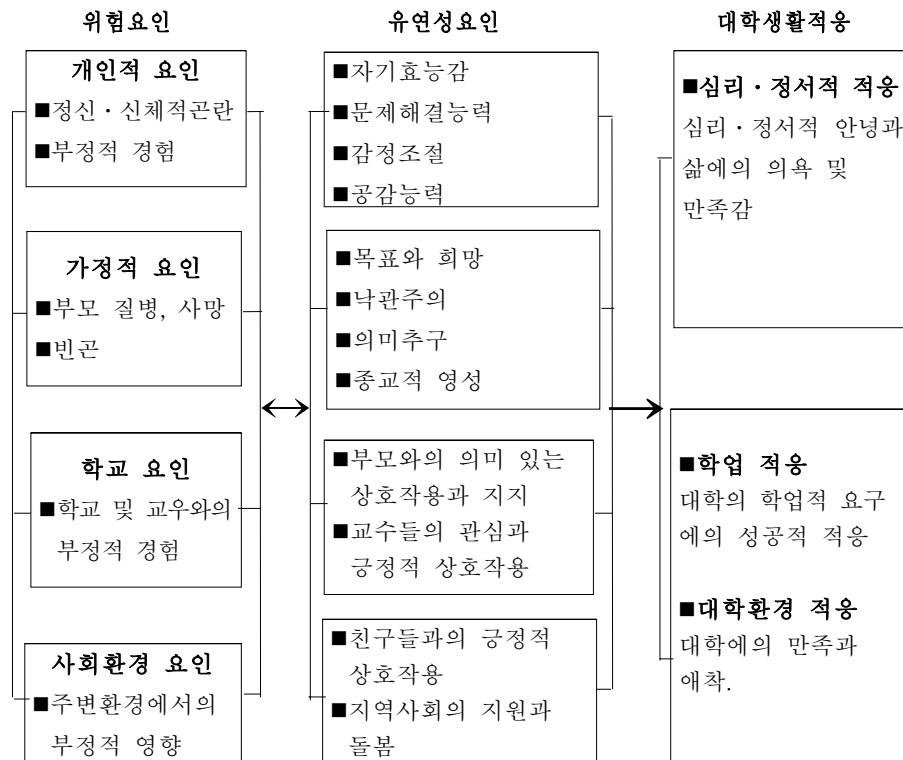 위험요인
개인적 요인
■정신・신체적곤란
■부정적 경험
가정적 요인
■부모 질병, 사망
■빈곤
학교 요인
■학교 및 교우와의
부정적 경험
사회환경 요인
■주변환경에서의
부정적 영향
유연성요인
■자기효능감
■문제해결능력
■감정조절
■공감능력
■목표와 희망
■낙관주의
■의미추구
■종교적 영성
■부모와의 의미 있는
상호작용과 지지
■교수들의 관심과
긍정적 상호작용
■친구들과의 긍정적
상호작용
■지역사회의 지원과
돌봄
대학생활적응
■심리・정서적 적응
심리・정서적 안녕과
삶에의 의욕 및
만족감
■학업 적응
대학의 학업적 요구
에의 성공적 적응
■대학환경 적응
대학에의 만족과
애착.